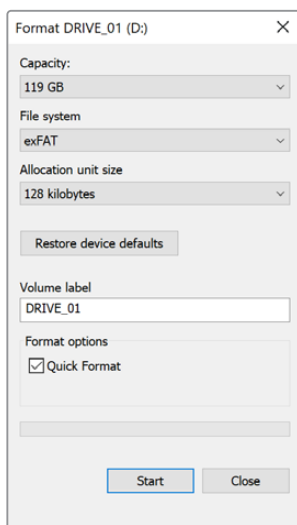 Format DRIVE_01 (D:)
Capacity:
119 GB
File system
exFAT
Allocation unit size
128 kilobytes
Restore device defaults
Volume label
DRIVE_01
Format options
Quick Format
Start Close